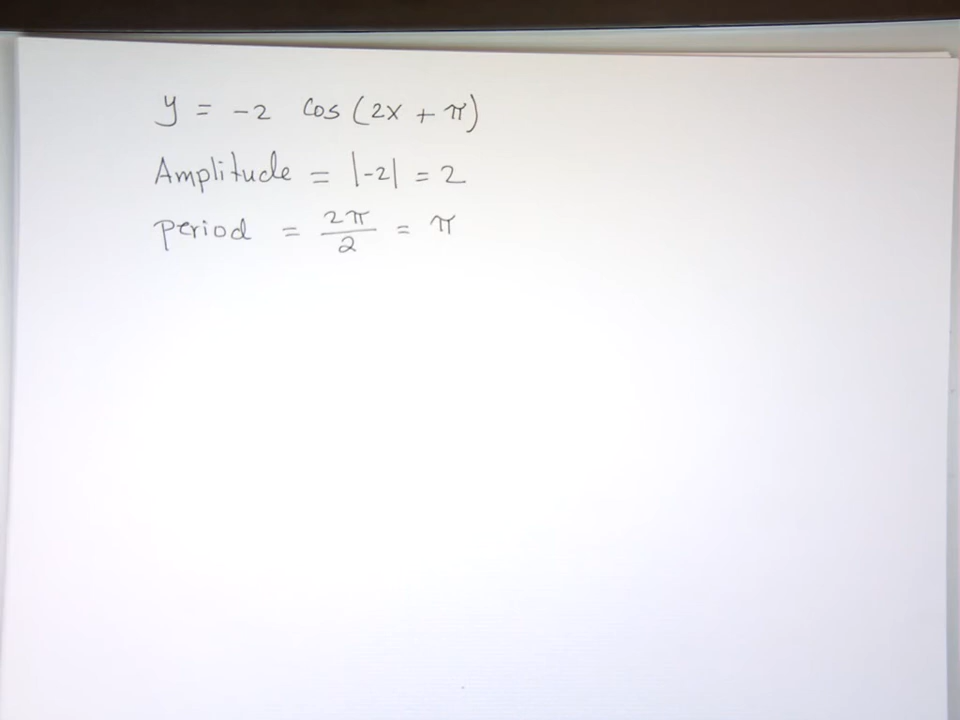 y = -2 cos (2x + π)
Amplitude = |-2| = 2
period = 2π/2 = π